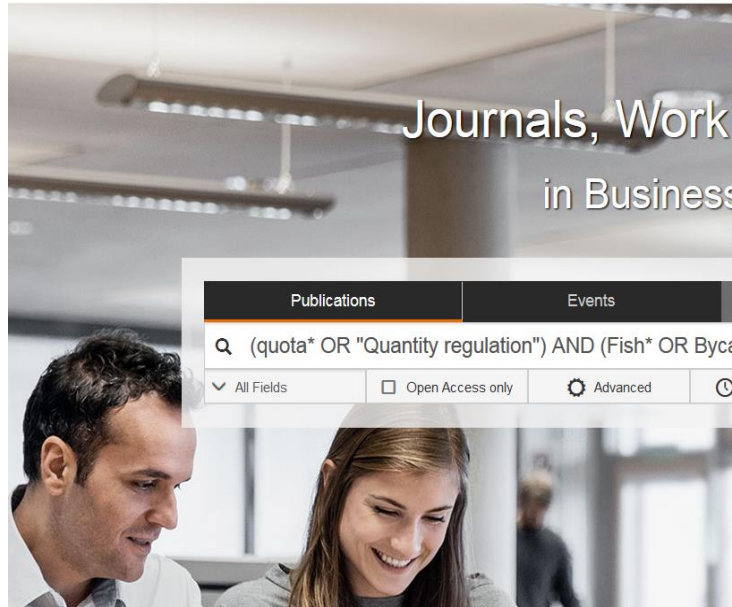 Journals, Work
in Business
Publications Events
(quota* OR "Quantity regulation") AND (Fish* OR Byca
All Fields Open Access only Advanced